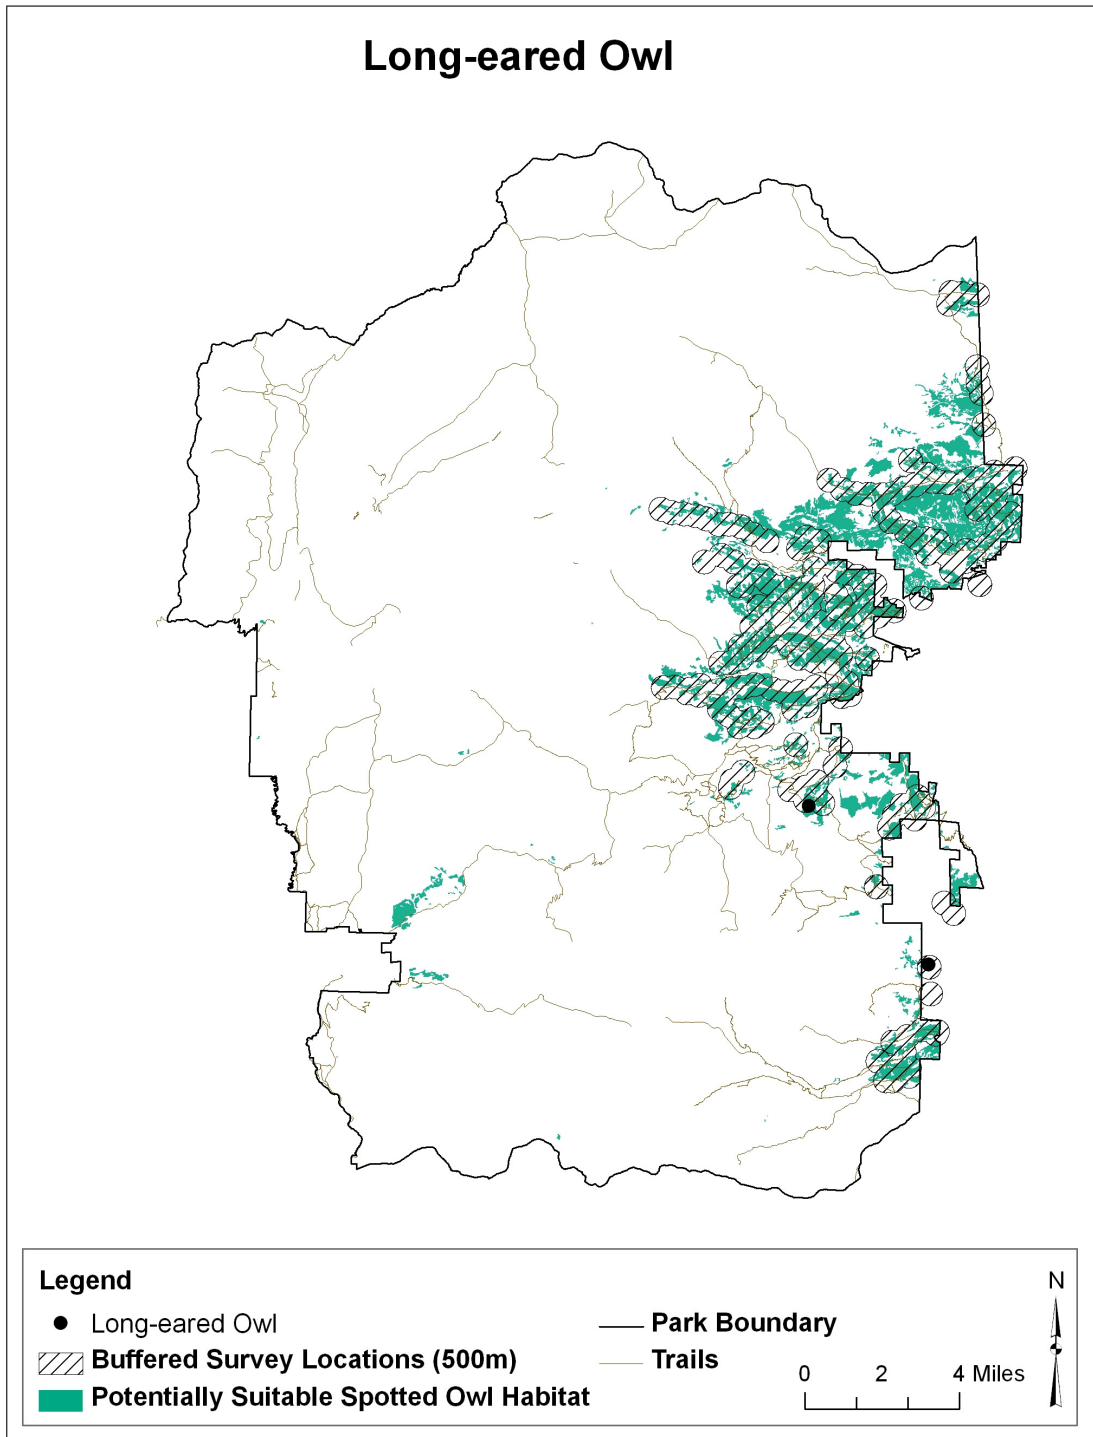 Long-eared Owl
Legend
N
Long-eared Owl
Park Boundary
Buffered Survey Locations (500m)
Trails
0 2 4 Miles
Potentially Suitable Spotted Owl Habitat